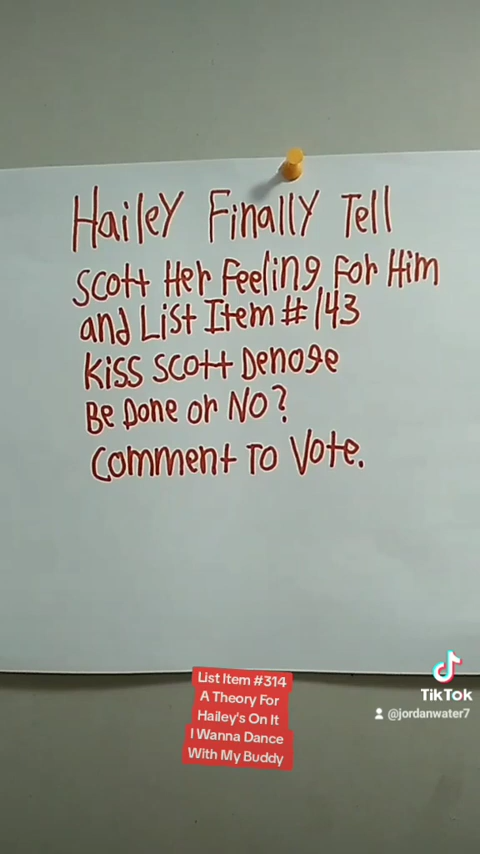 Hailey Finally Tell
Scott Her Feeling For Him
and List Item #143
Kiss Scott Denoge
Be Done or No?
Comment To Vote.
List Item #314
A Theory For
Hailey's On It
I Wanna Dance
With My Buddy
TikTok
@jordanwater7